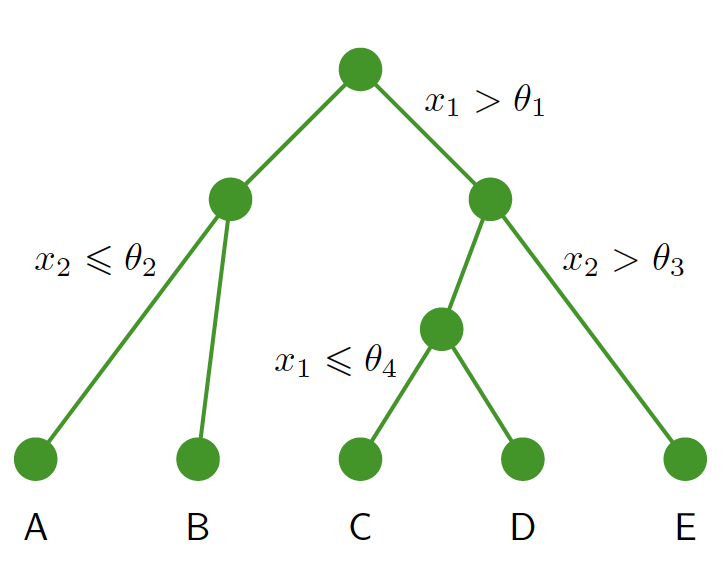 x₁ > θ₁
x₂ ⩽ θ₂
x₂ > θ₃
x₁ ⩽ θ₄
A B C D E